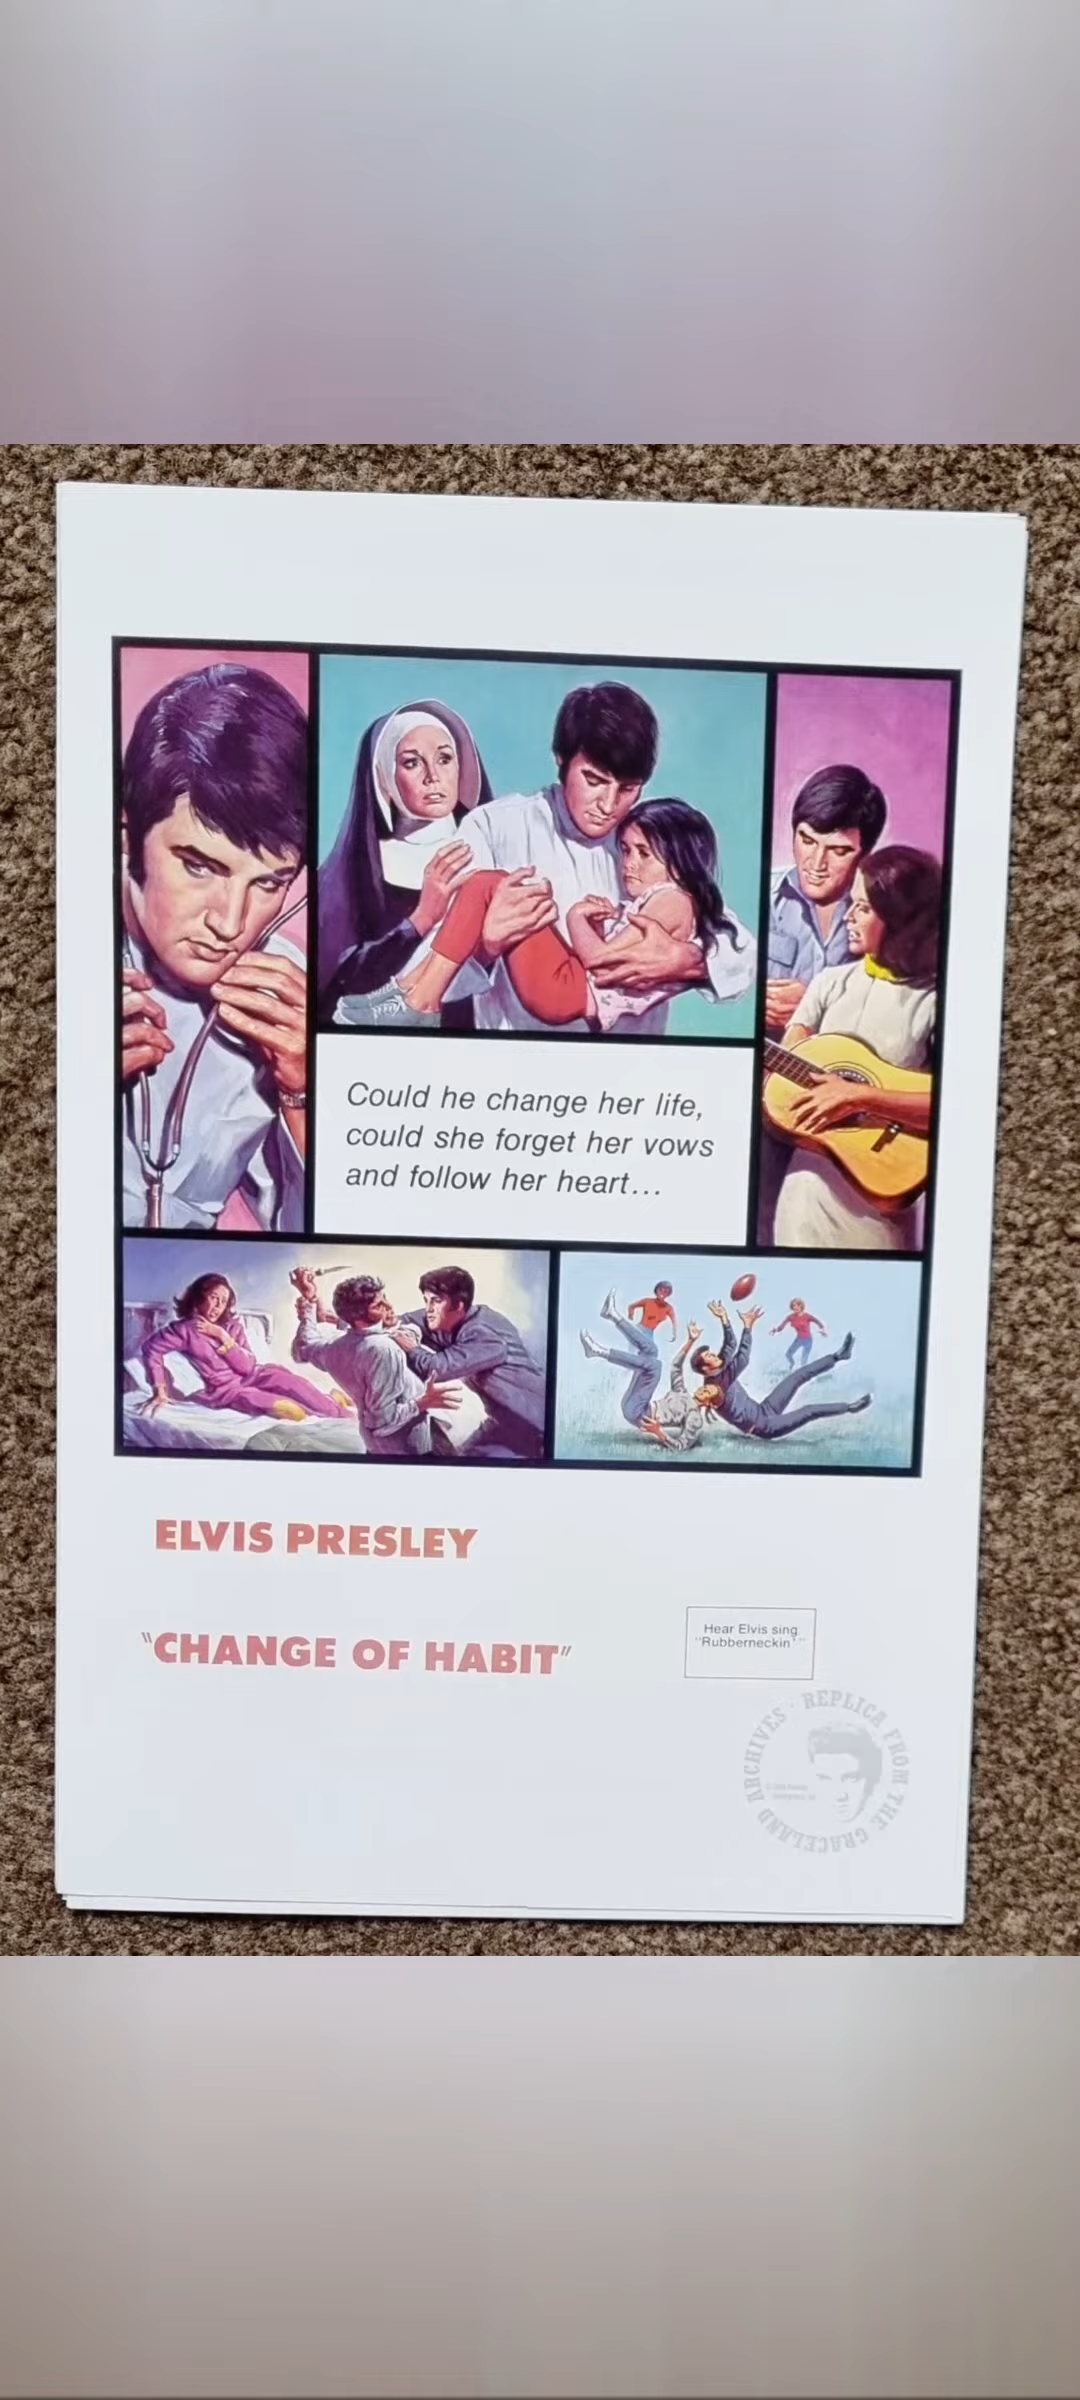 Could he change her life,
could she forget her vows
and follow her heart...
ELVIS PRESLEY
"CHANGE OF HABIT"
Hear Elvis sing
"Rubberneckin'"
REPLICA FROM THE GRACELAND ARCHIVES